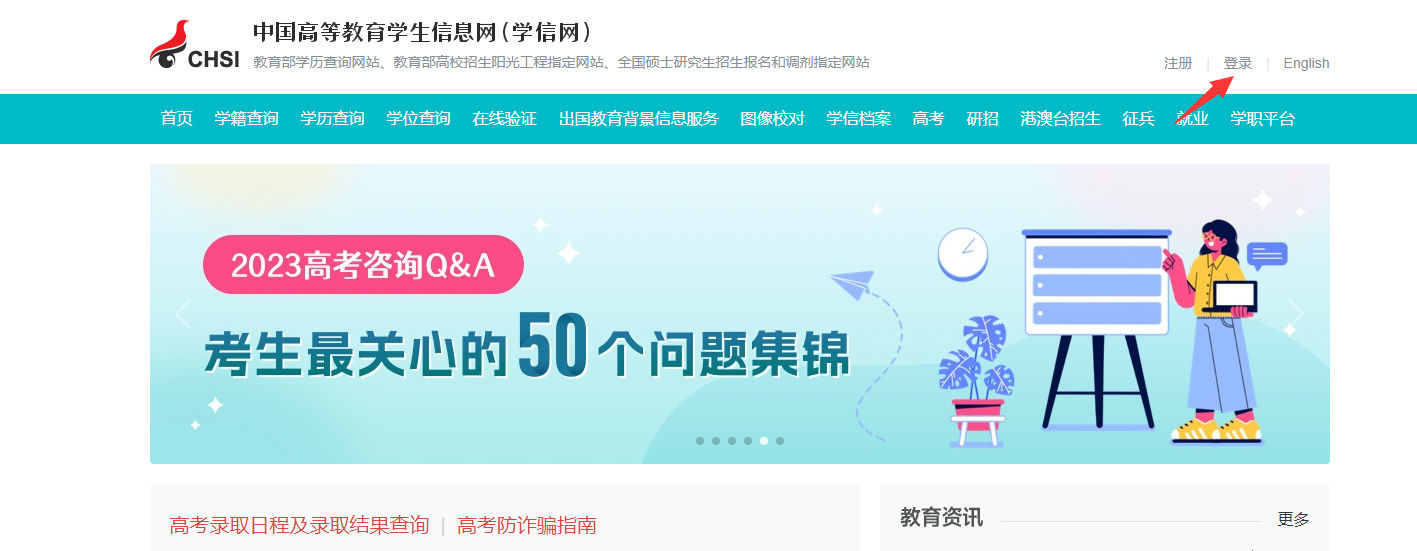 中国高等教育学生信息网(学信网)
CHSI
教育部学历查询网站、教育部高校招生阳光工程指定网站、全国硕士研究生招生报名和调剂指定网站
注册 | 登录 | English
首页 学籍查询 学历查询 学位查询 在线验证 出国教育背景信息服务 图像校对 学信档案 高考 研招 港澳台招生 征兵 就业 学职平台
2023高考咨询Q&A
考生最关心的50个问题集锦
高考录取日程及录取结果查询 | 高考防诈骗指南
教育资讯 更多